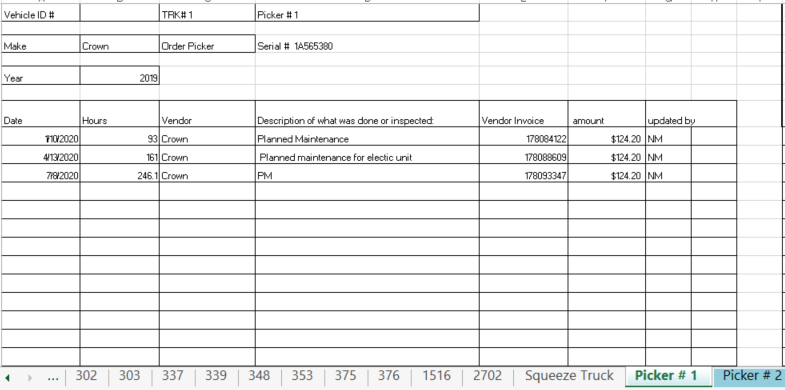 Vehicle ID # TRK# 1 Picker # 1
Make Crown Order Picker Serial # 1A565380
Year 2019
Date Hours Vendor Description of what was done or inspected: Vendor Invoice amount updated by
1/10/2020 93 Crown Planned Maintenance 178084122 $124.20 NM
4/13/2020 161 Crown Planned maintenance for electic unit 178088609 $124.20 NM
7/8/2020 246.1 Crown PM 178093347 $124.20 NM
... 302 303 337 339 348 353 375 376 1516 2702 Squeeze Truck Picker # 1 Picker # 2